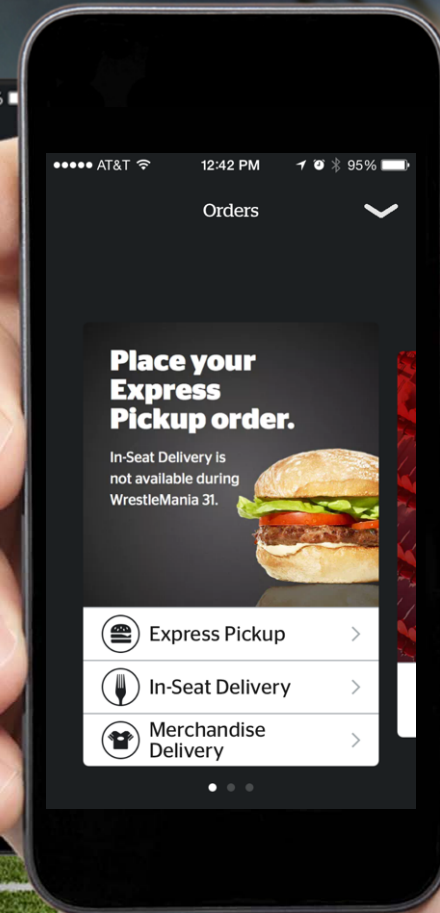 AT&T 12:42 PM 95%
Orders
Place your
Express
Pickup order.
In-Seat Delivery is
not available during
WrestleMania 31.
Express Pickup
In-Seat Delivery
Merchandise
Delivery